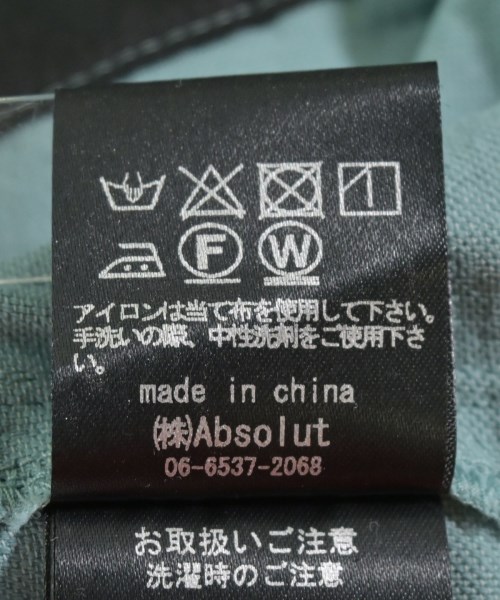 F W
アイロンは当て布を使用して下さい。
手洗いの際、中性洗剤をご使用下さ
い。
made in china
㈱Absolut
06-6537-2068
お取扱いご注意
洗濯時のご注意